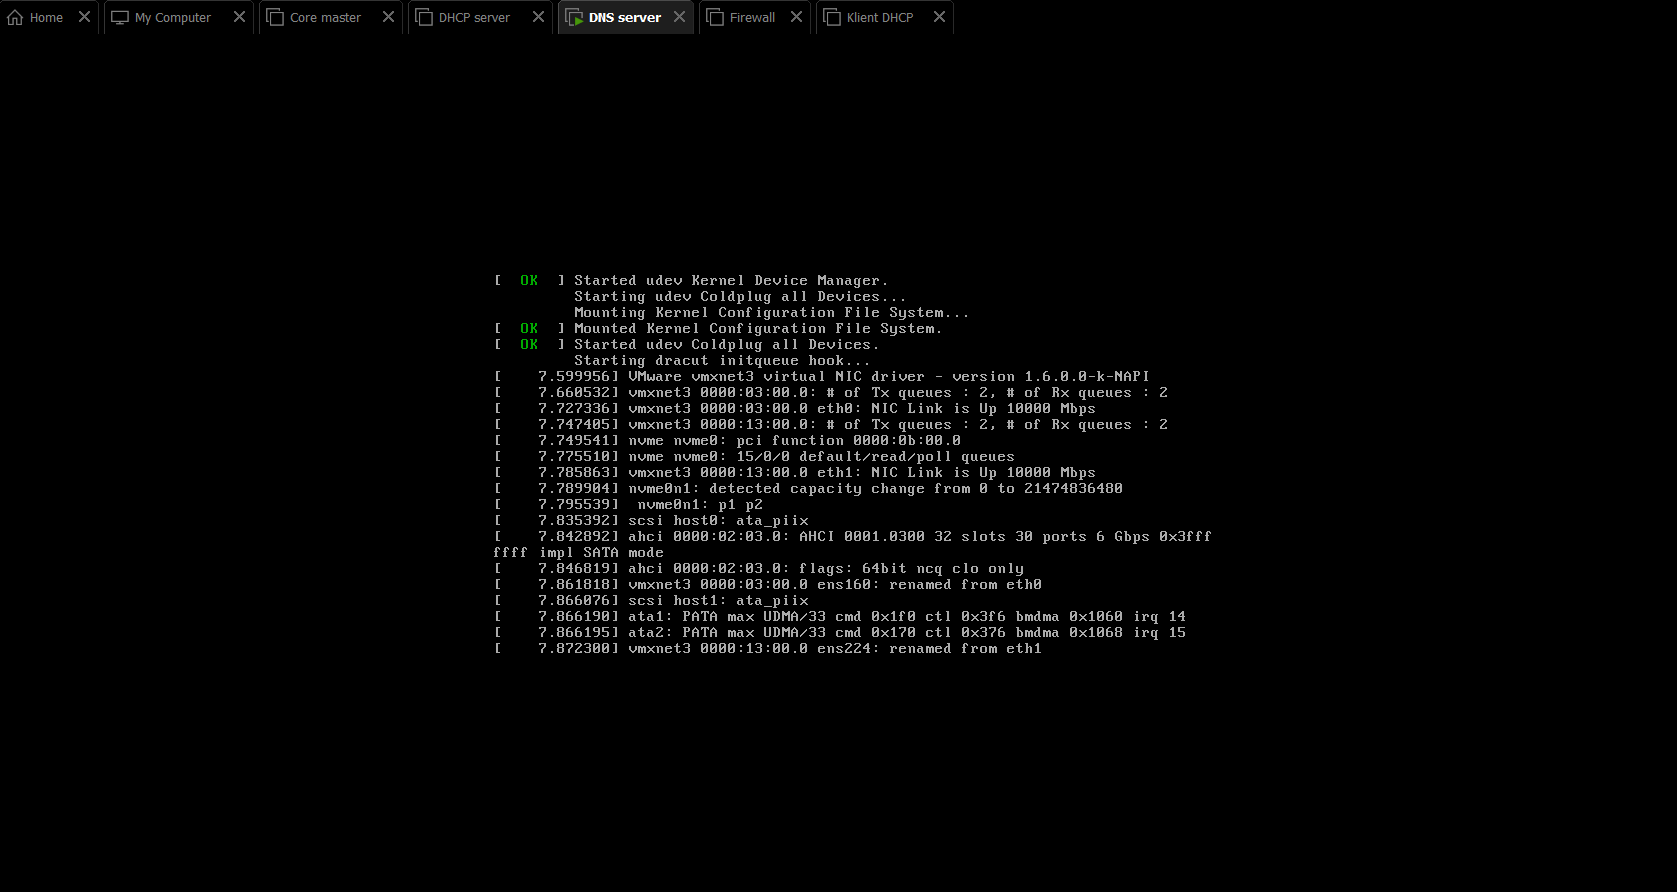 Home My Computer Core master DHCP server DNS server Firewall Klient DHCP
[  OK  ] Started udev Kernel Device Manager.
Starting udev Coldplug all Devices...
Mounting Kernel Configuration File System...
[  OK  ] Mounted Kernel Configuration File System.
[  OK  ] Started udev Coldplug all Devices.
Starting dracut initqueue hook...
[    7.599956] VMware vmxnet3 virtual NIC driver - version 1.6.0.0-k-NAPI
[    7.660532] vmxnet3 0000:03:00.0: # of Tx queues : 2, # of Rx queues : 2
[    7.727336] vmxnet3 0000:03:00.0 eth0: NIC Link is Up 10000 Mbps
[    7.747405] vmxnet3 0000:13:00.0: # of Tx queues : 2, # of Rx queues : 2
[    7.749541] nvme nvme0: pci function 0000:0b:00.0
[    7.775510] nvme nvme0: 15/0/0 default/read/poll queues
[    7.785863] vmxnet3 0000:13:00.0 eth1: NIC Link is Up 10000 Mbps
[    7.789904] nvme0n1: detected capacity change from 0 to 21474836480
[    7.795539]  nvme0n1: p1 p2
[    7.835392] scsi host0: ata_piix
[    7.842892] ahci 0000:02:03.0: AHCI 0001.0300 32 slots 30 ports 6 Gbps 0x3fff
ffff impl SATA mode
[    7.846819] ahci 0000:02:03.0: flags: 64bit ncq clo only
[    7.861818] vmxnet3 0000:03:00.0 ens160: renamed from eth0
[    7.866076] scsi host1: ata_piix
[    7.866190] ata1: PATA max UDMA/33 cmd 0x1f0 ctl 0x3f6 bmdma 0x1060 irq 14
[    7.866195] ata2: PATA max UDMA/33 cmd 0x170 ctl 0x376 bmdma 0x1068 irq 15
[    7.872300] vmxnet3 0000:13:00.0 ens224: renamed from eth1